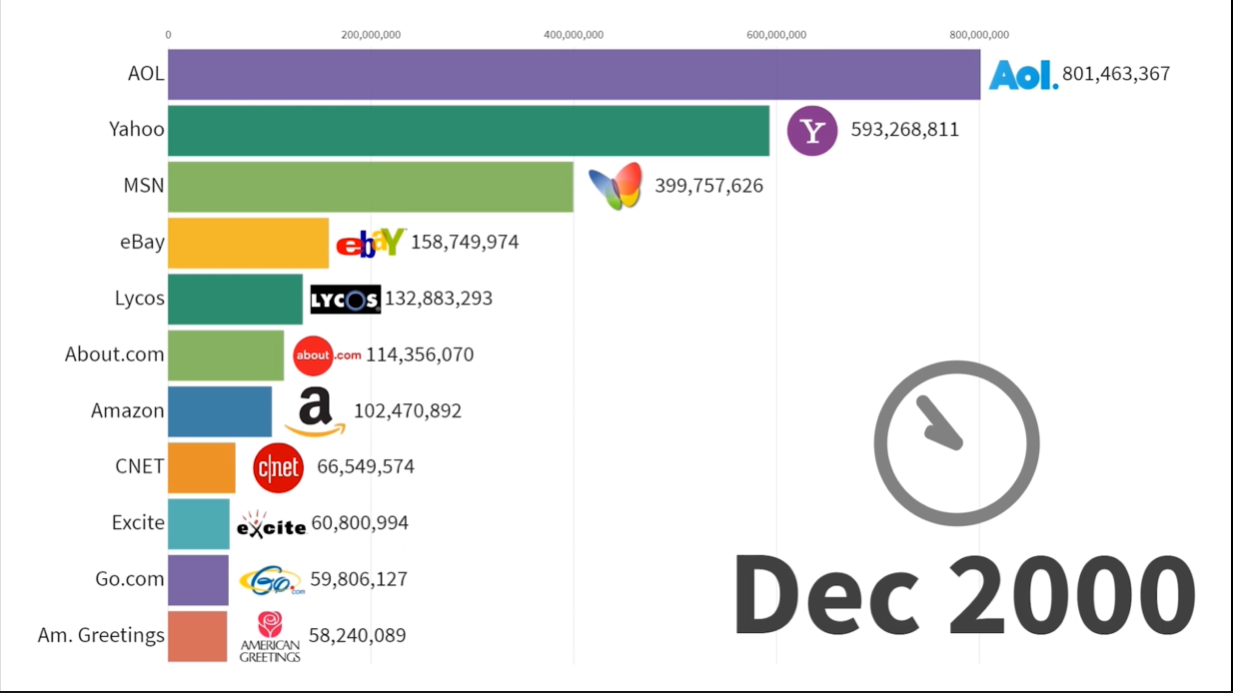 0 200,000,000 400,000,000 600,000,000 800,000,000
AOL Aol. 801,463,367
Yahoo Y 593,268,811
MSN 399,757,626
eBay ebaY 158,749,974
Lycos LYCOS 132,883,293
About.com about.com 114,356,070
Amazon a 102,470,892
CNET c|net 66,549,574
Excite excite 60,800,994
Go.com Go.com 59,806,127
Am. Greetings AMERICAN GREETINGS 58,240,089
Dec 2000